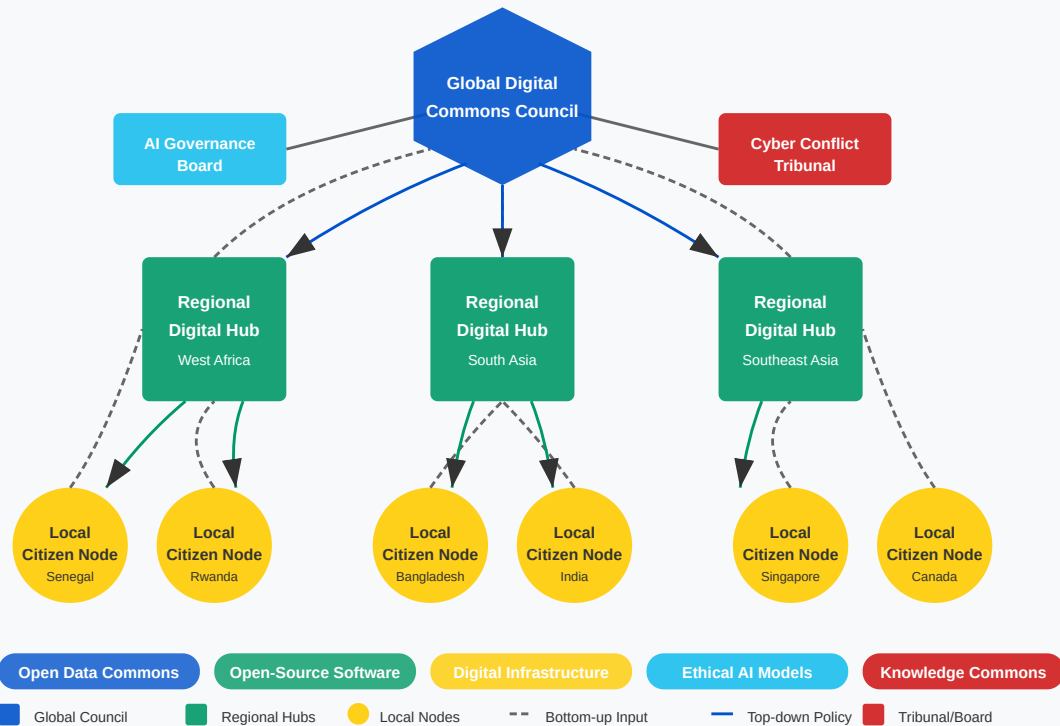 Global Digital
Commons Council
AI Governance
Board
Cyber Conflict
Tribunal
Regional
Digital Hub
West Africa
Regional
Digital Hub
South Asia
Regional
Digital Hub
Southeast Asia
Local
Citizen Node
Senegal
Local
Citizen Node
Rwanda
Local
Citizen Node
Bangladesh
Local
Citizen Node
India
Local
Citizen Node
Singapore
Local
Citizen Node
Canada
Open Data Commons
Open-Source Software
Digital Infrastructure
Ethical AI Models
Knowledge Commons
Global Council
Regional Hubs
Local Nodes
Bottom-up Input
Top-down Policy
Tribunal/Board